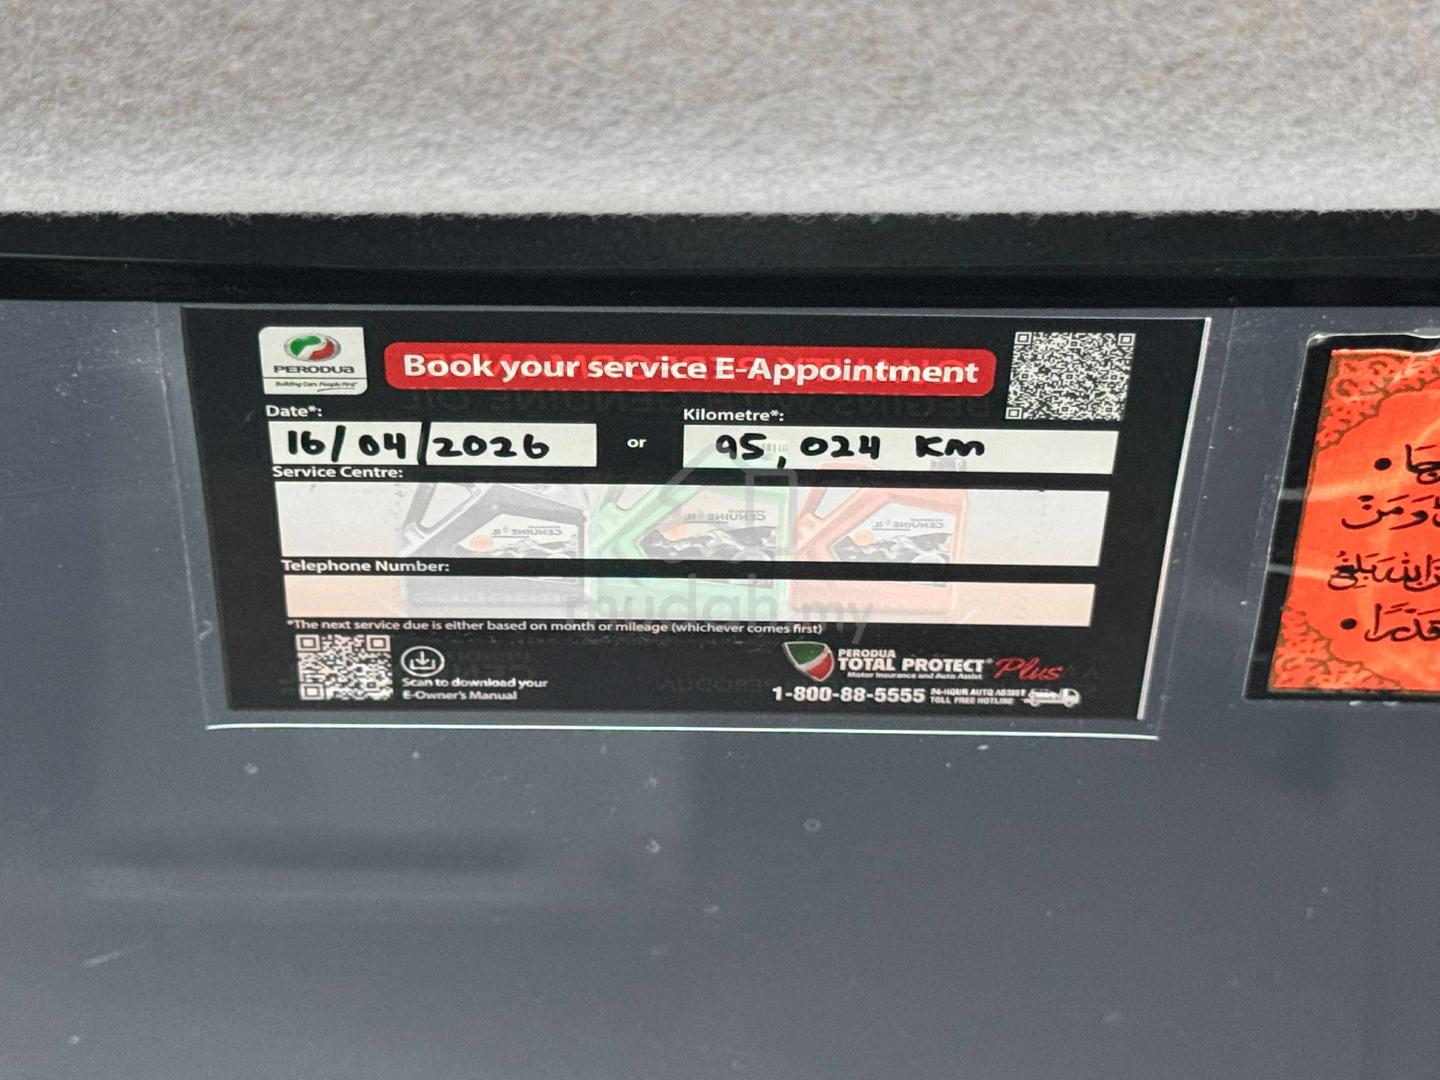 PERODUA
Building Cars People First
Book your service E-Appointment
Date*:
16/04/2026
or
Kilometre*:
95,024 KM
Service Centre:
Telephone Number:
*The next service due is either based on month or mileage (whichever comes first)
Scan to download your
E-Owner's Manual
PERODUA
TOTAL PROTECT Plus
Motor Insurance and Auto Assist
1-800-88-5555
24-HOUR AUTO ASSIST
TOLL FREE HOTLINE
mudah.my